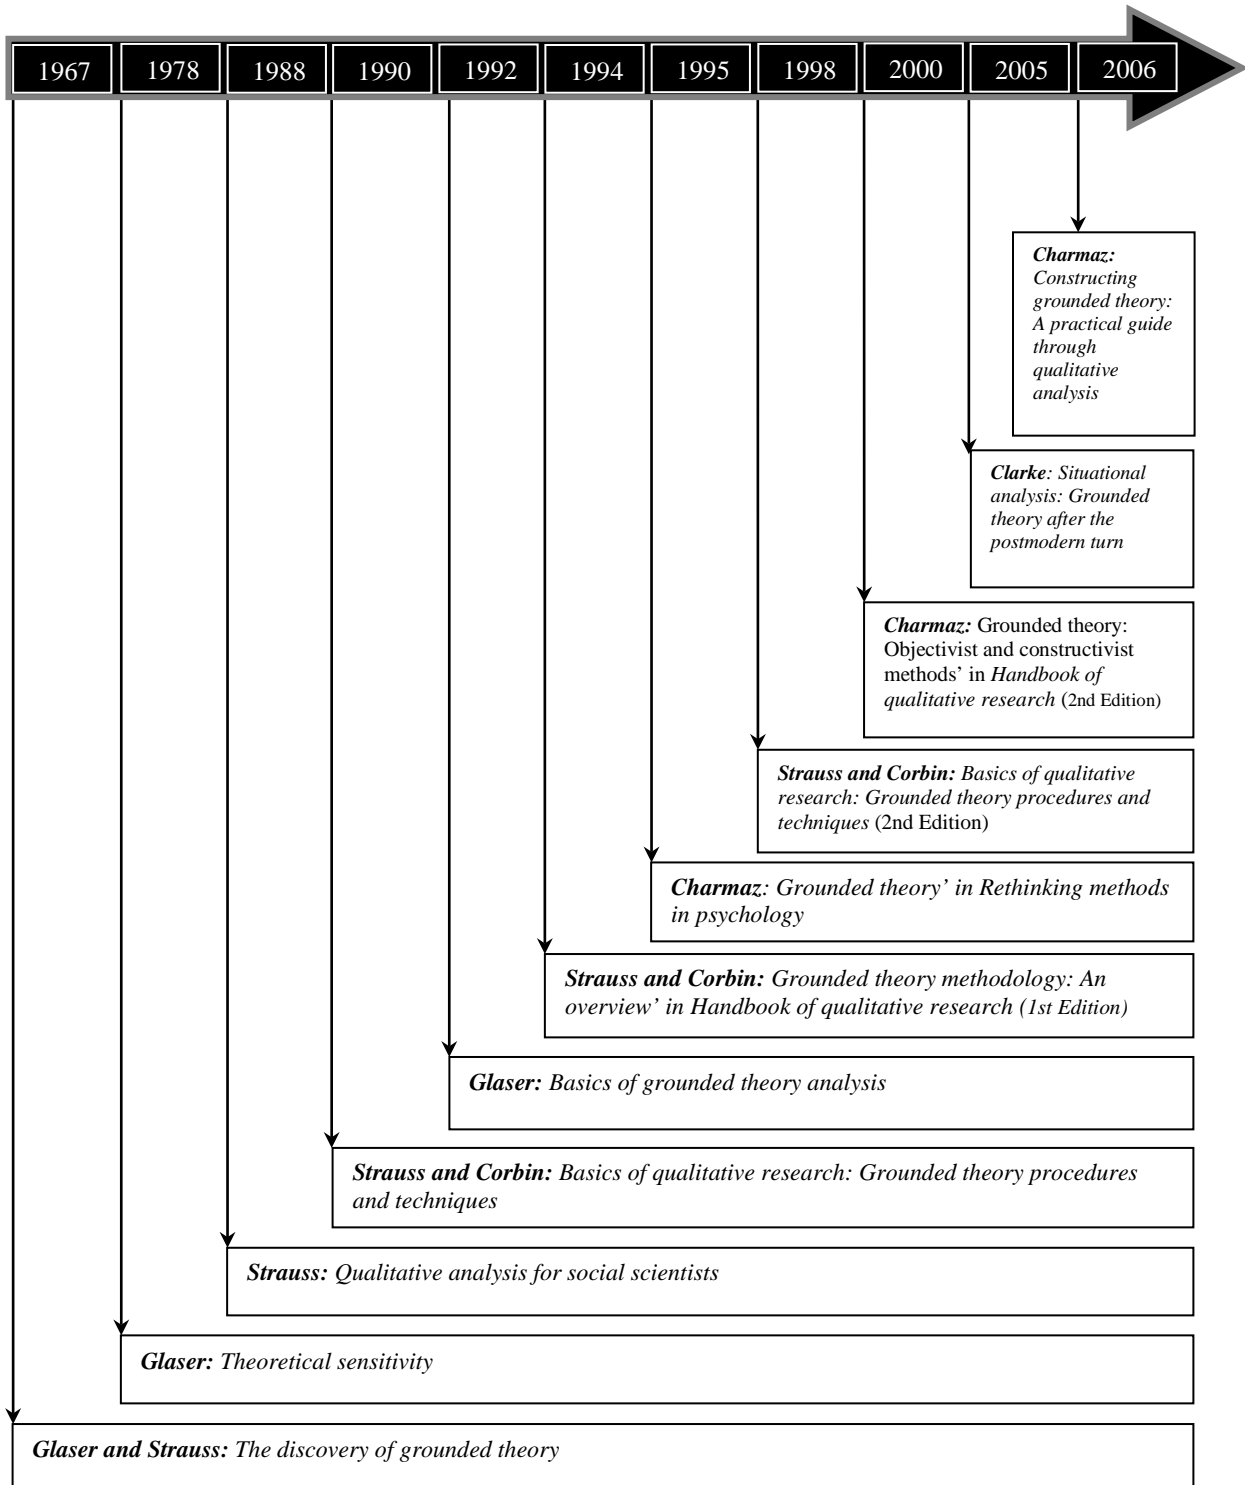 1967 1978 1988 1990 1992 1994 1995 1998 2000 2005 2006
Charmaz:
Constructing
grounded theory:
A practical guide
through
qualitative
analysis
Clarke: Situational
analysis: Grounded
theory after the
postmodern turn
Charmaz: Grounded theory:
Objectivist and constructivist
methods’ in Handbook of
qualitative research (2nd Edition)
Strauss and Corbin: Basics of qualitative
research: Grounded theory procedures and
techniques (2nd Edition)
Charmaz: Grounded theory’ in Rethinking methods
in psychology
Strauss and Corbin: Grounded theory methodology: An
overview’ in Handbook of qualitative research (1st Edition)
Glaser: Basics of grounded theory analysis
Strauss and Corbin: Basics of qualitative research: Grounded theory procedures
and techniques
Strauss: Qualitative analysis for social scientists
Glaser: Theoretical sensitivity
Glaser and Strauss: The discovery of grounded theory